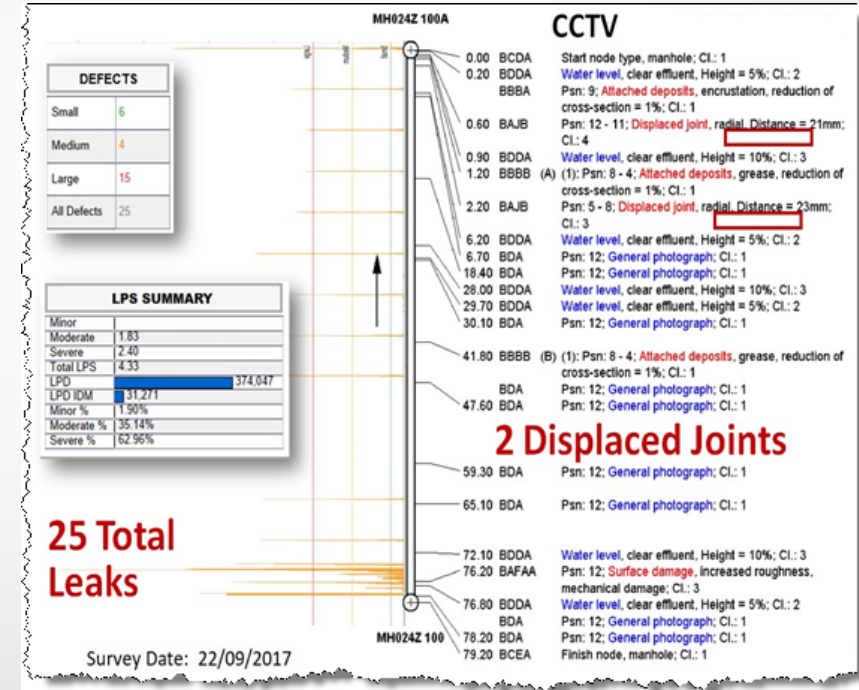 MH024Z 100A
CCTV
DEFECTS
Small 6
Medium 4
Large 15
All Defects 25
LPS SUMMARY
Minor
Moderate 1.83
Severe 2.40
Total LPS 4.33
LPD 374,047
LPD IDM 31,271
Minor % 1.90%
Moderate % 35.14%
Severe % 62.96%
25 Total
Leaks
Survey Date: 22/09/2017
0.00 BCDA Start node type, manhole; Cl.: 1
0.20 BDDA Water level, clear effluent, Height = 5%; Cl.: 2
BBBA Psn: 9; Attached deposits, encrustation, reduction of
cross-section = 1%; Cl.: 1
0.60 BAJB Psn: 12 - 11; Displaced joint, radial, Distance = 21mm;
Cl.: 4
0.90 BDDA Water level, clear effluent, Height = 10%; Cl.: 3
1.20 BBBB (A) (1): Psn: 8 - 4; Attached deposits, grease, reduction of
cross-section = 1%; Cl.: 1
2.20 BAJB Psn: 5 - 8; Displaced joint, radial, Distance = 23mm;
Cl.: 3
6.20 BDDA Water level, clear effluent, Height = 5%; Cl.: 2
6.70 BDA Psn: 12; General photograph; Cl.: 1
18.40 BDA Psn: 12; General photograph; Cl.: 1
28.00 BDDA Water level, clear effluent, Height = 10%; Cl.: 3
29.70 BDDA Water level, clear effluent, Height = 5%; Cl.: 2
30.10 BDA Psn: 12; General photograph; Cl.: 1
41.80 BBBB (B) (1): Psn: 8 - 4; Attached deposits, grease, reduction of
cross-section = 1%; Cl.: 1
BDA Psn: 12; General photograph; Cl.: 1
47.60 BDA Psn: 12; General photograph; Cl.: 1
2 Displaced Joints
59.30 BDA Psn: 12; General photograph; Cl.: 1
65.10 BDA Psn: 12; General photograph; Cl.: 1
72.10 BDDA Water level, clear effluent, Height = 10%; Cl.: 3
76.20 BAFAA Psn: 12; Surface damage, increased roughness,
mechanical damage; Cl.: 3
76.80 BDDA Water level, clear effluent, Height = 5%; Cl.: 2
BDA Psn: 12; General photograph; Cl.: 1
78.20 BDA Psn: 12; General photograph; Cl.: 1
79.20 BCEA Finish node, manhole; Cl.: 1
MH024Z 100